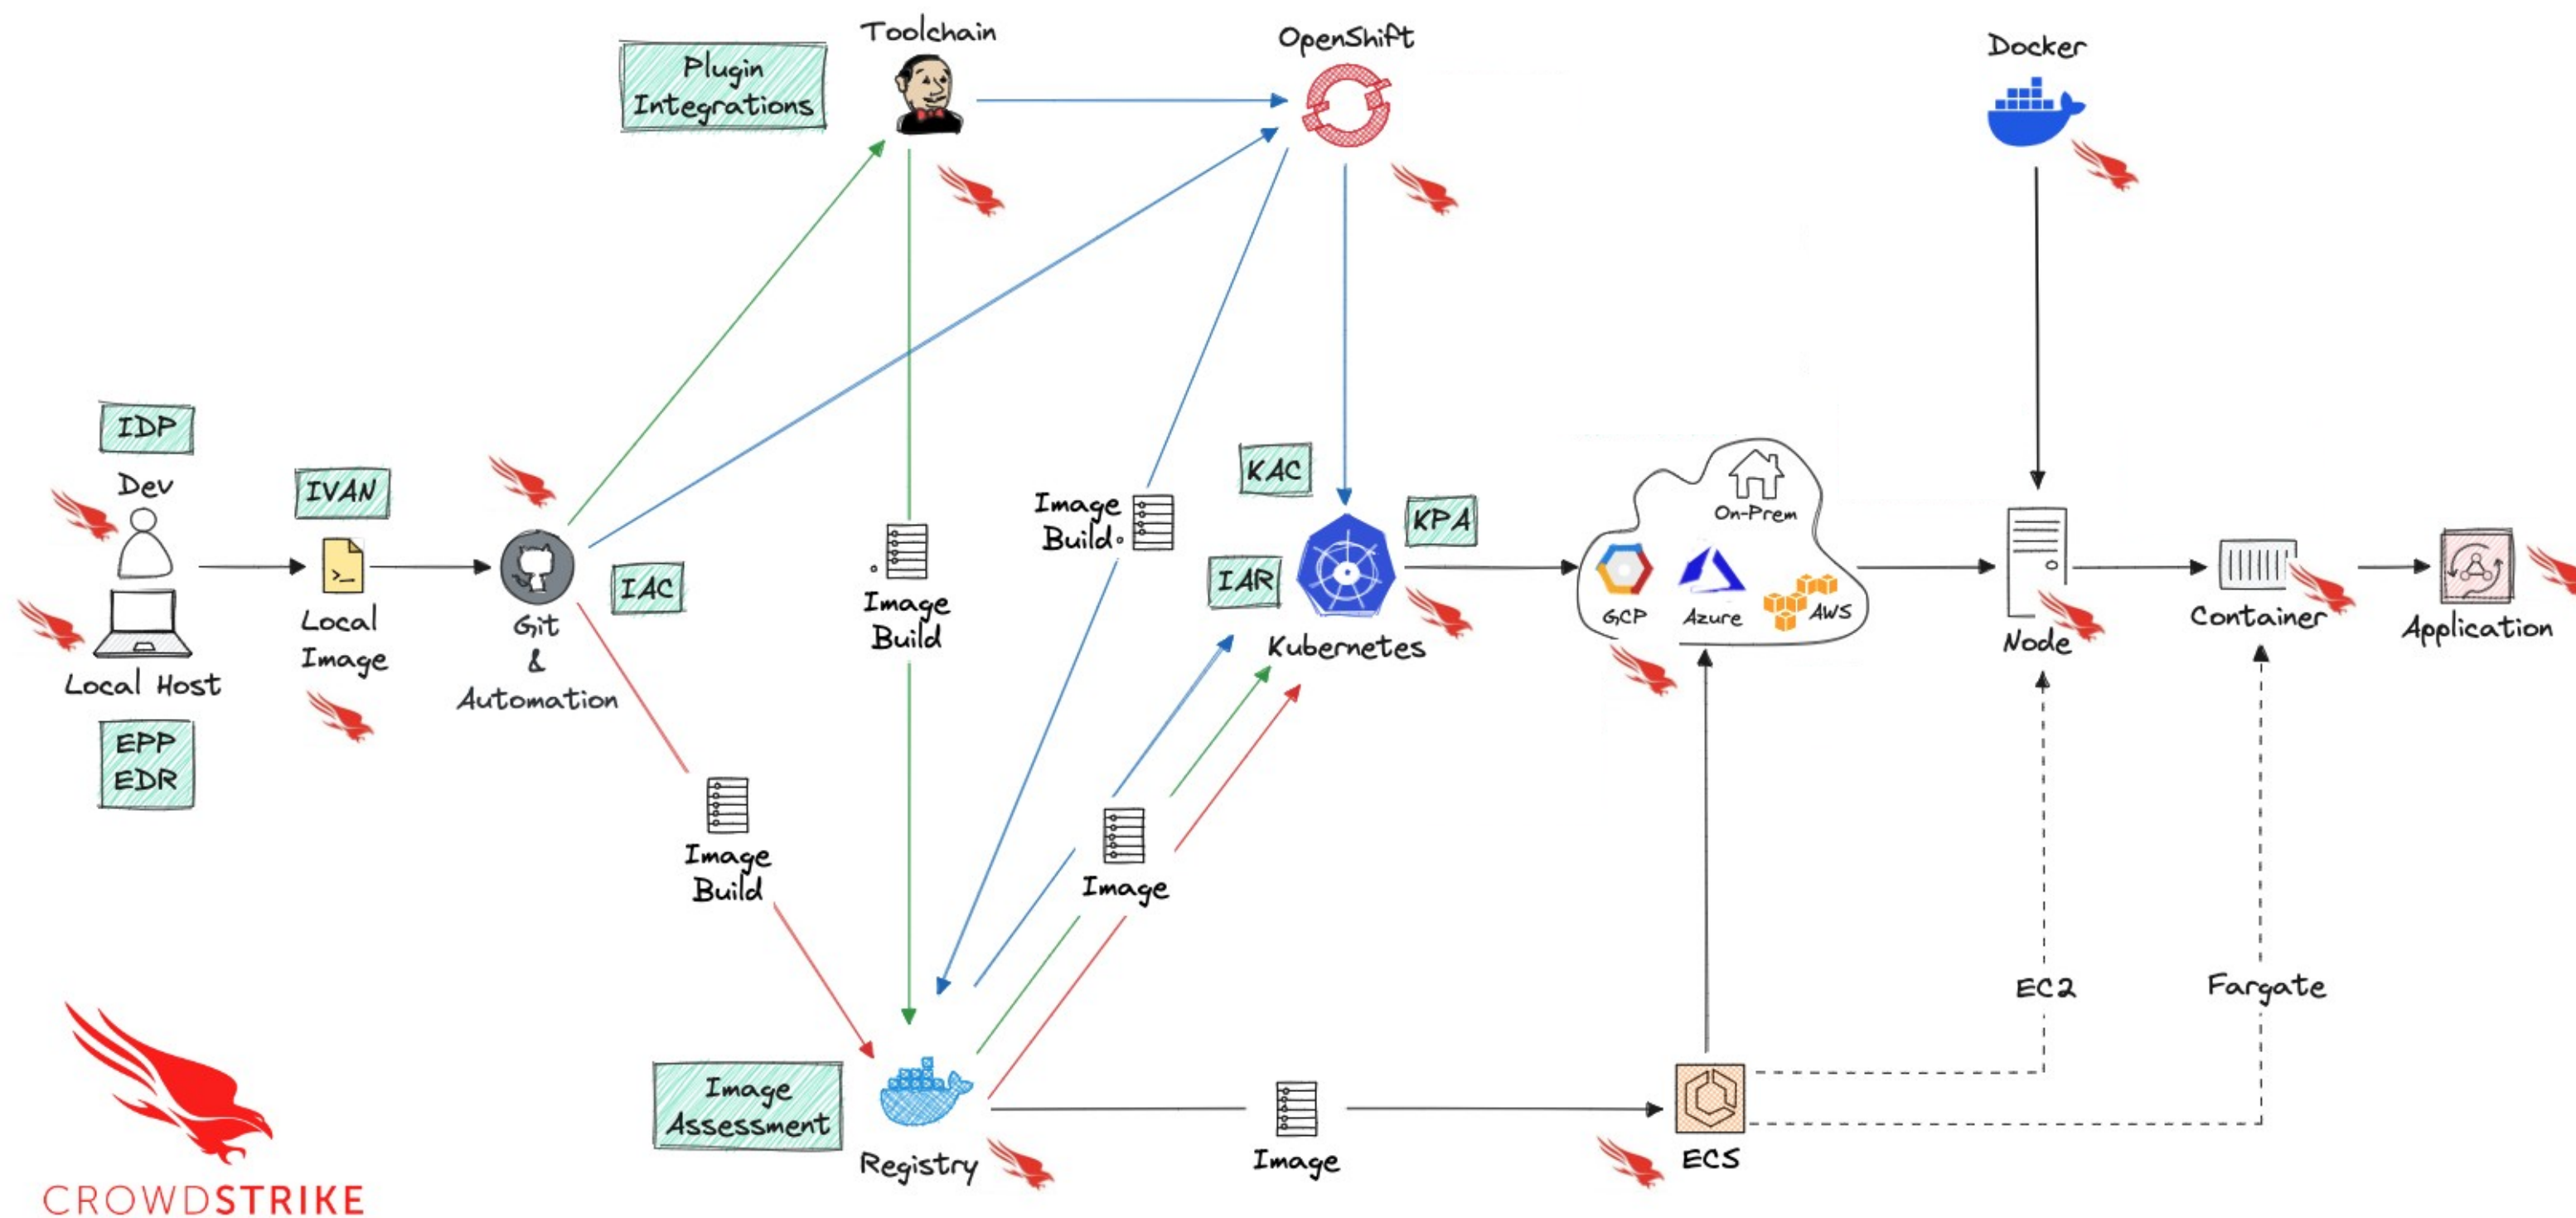 Toolchain
OpenShift
Docker
Plugin
Integrations
IDP
Dev
IVAN
Local Host
EPP
EDR
Local
Image
Git
&
Automation
IAC
Image
Build
Image
Build
Image
Build
KAC
IAR
KPA
Kubernetes
On-Prem
GCP
Azure
AWS
Node
Container
Application
Image
EC2
Fargate
Image
Assessment
Registry
Image
ECS
CROWDSTRIKE